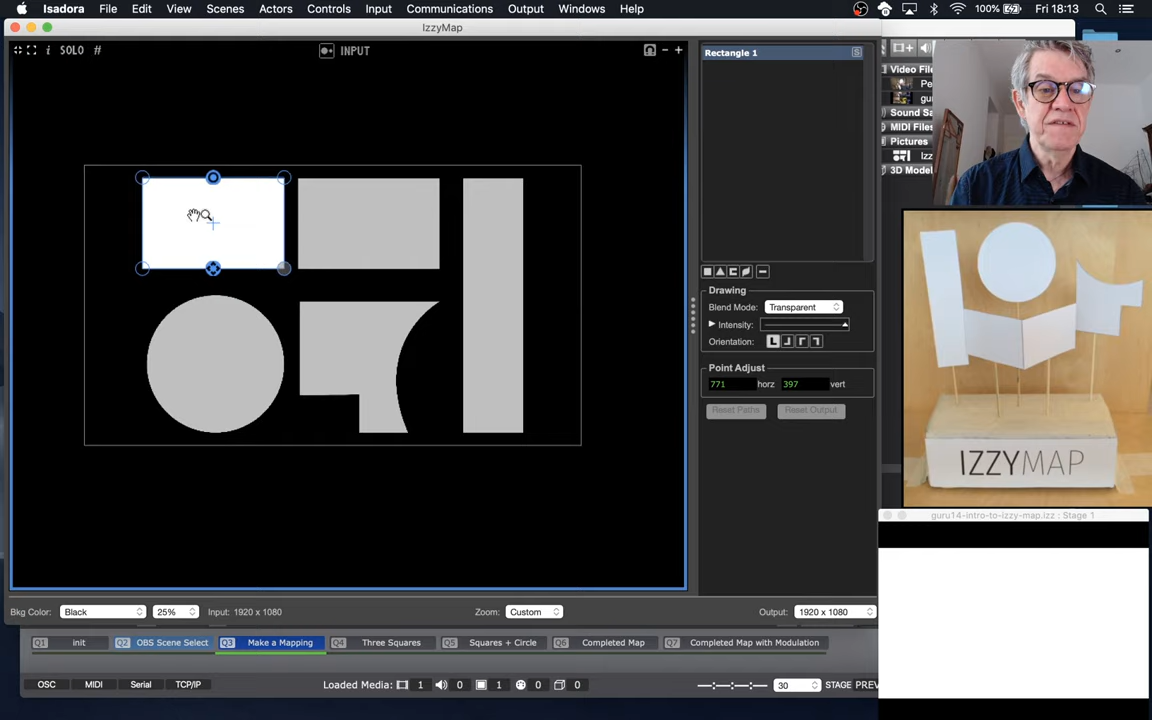 Isadora File Edit View Scenes Actors Controls Input Communications Output Windows Help 100% Fri 18:13
IzzyMap
i SOLO #
INPUT
Rectangle 1
S
Video File
Pe
gur
Sound Sa
MIDI Files
Pictures
Izz
3D Model
Drawing
Blend Mode: Transparent
Intensity:
Orientation:
Point Adjust
771 horz 397 vert
Reset Paths Reset Output
IZZYMAP
guru14-intro-to-izzy-map.izz : Stage 1
Bkg Color: Black 25% Input: 1920 x 1080 Zoom: Custom Output: 1920 x 1080
Q1 init Q2 OBS Scene Select Q3 Make a Mapping Q4 Three Squares Q5 Squares + Circle Q6 Completed Map Q7 Completed Map with Modulation
OSC MIDI Serial TCP/IP Loaded Media: 1 0 1 0 0 30 STAGE PREV